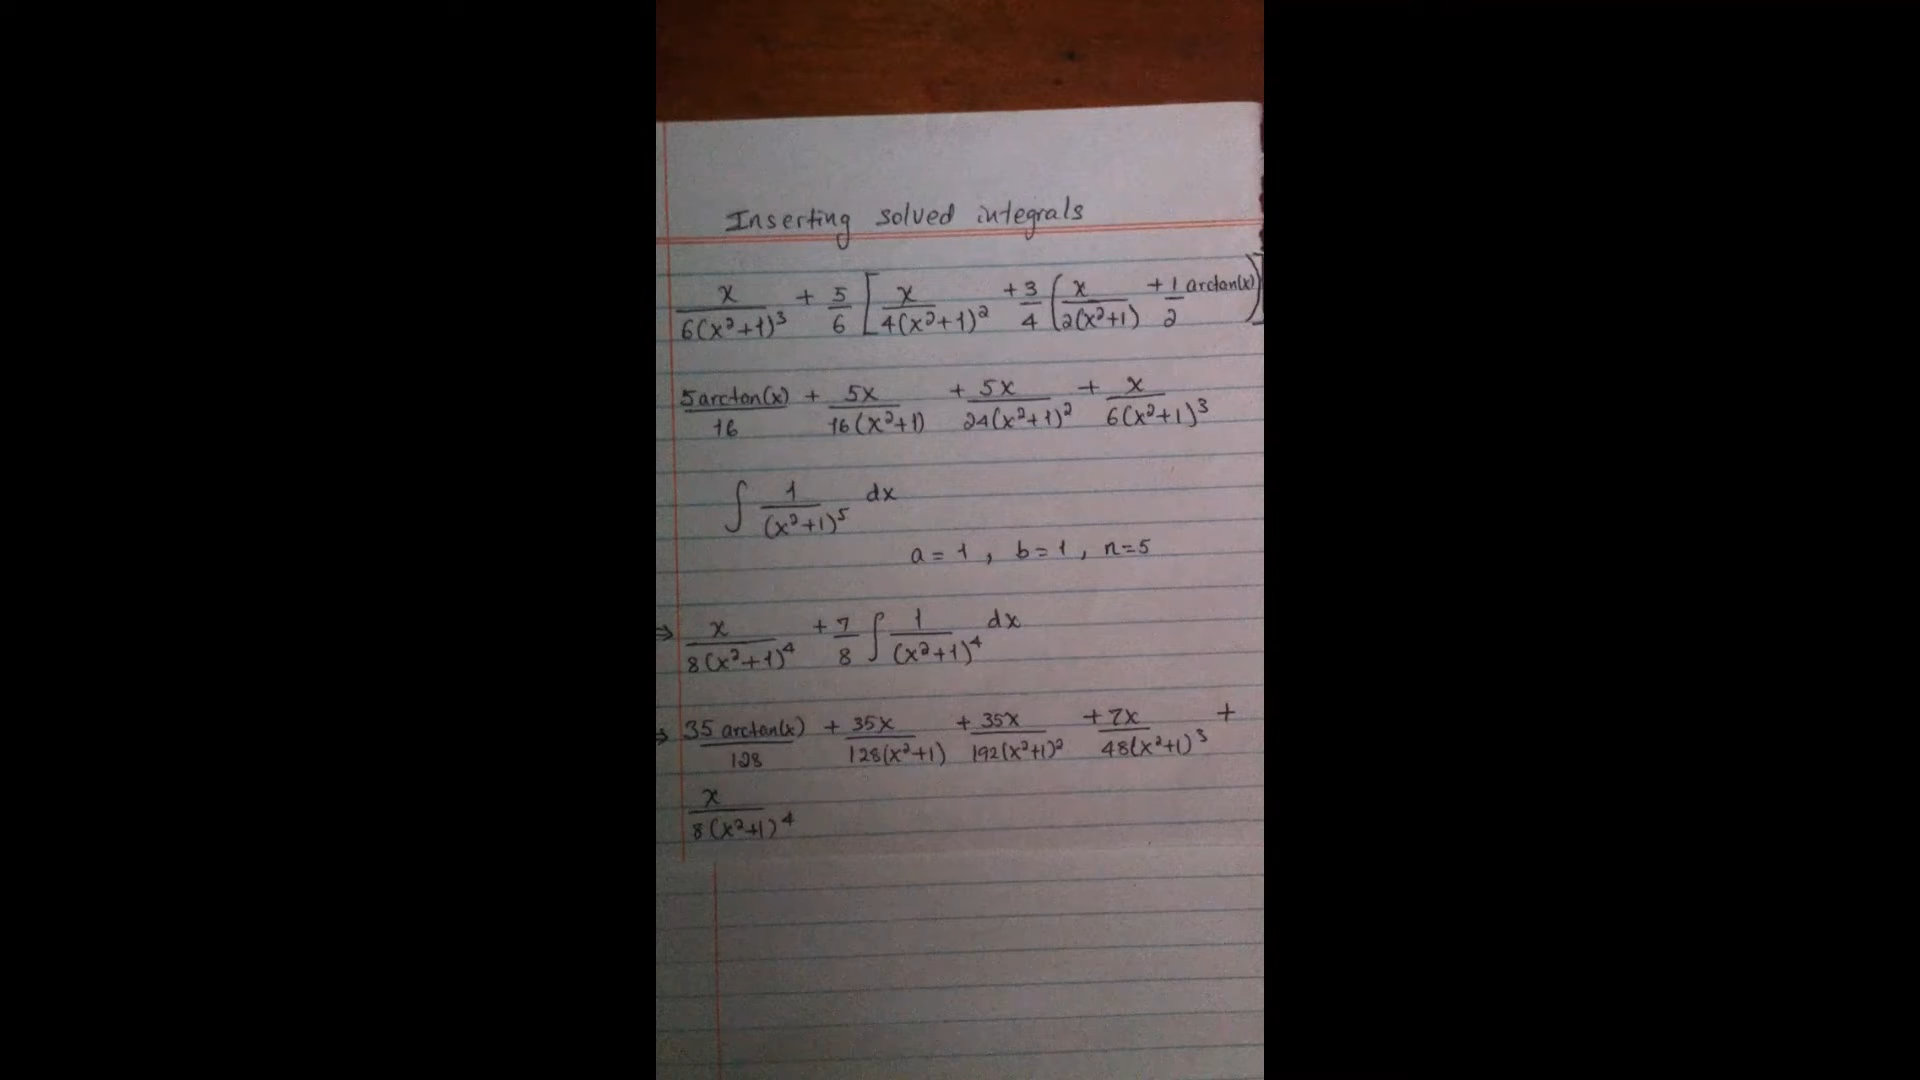 Inserting solved integrals
x/6(x²+1)³ + 5/6 [x/4(x²+1)² + 3/4 (x/2(x²+1) + 1/2 arctan(x))]
5arctan(x)/16 + 5x/16(x²+1) + 5x/24(x²+1)² + x/6(x²+1)³
∫ 1/(x²+1)⁵ dx
a = 1 , b = 1 , n=5
⇒ x/8(x²+1)⁴ + 7/8 ∫ 1/(x²+1)⁴ dx
⇒ 35 arctan(x)/128 + 35x/128(x²+1) + 35x/192(x²+1)² + 7x/48(x²+1)³ +
x/8(x²+1)⁴